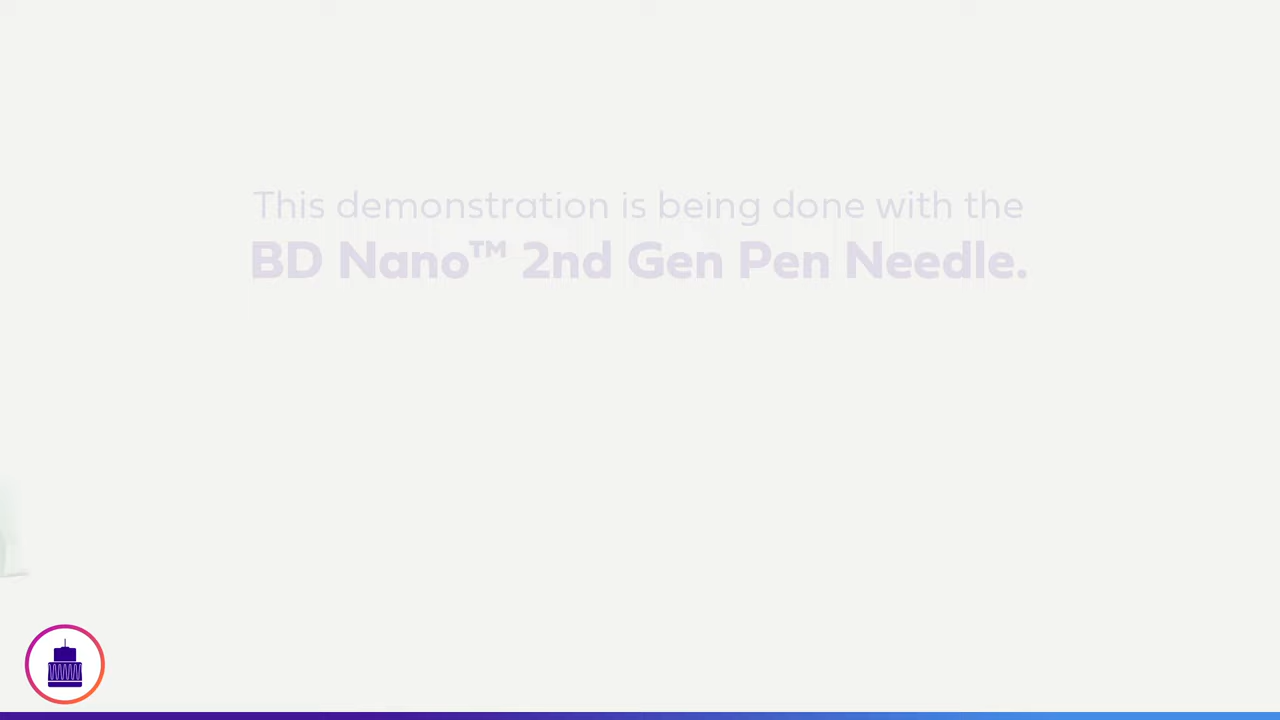 This demonstration is being done with the
BD Nano™ 2nd Gen Pen Needle.